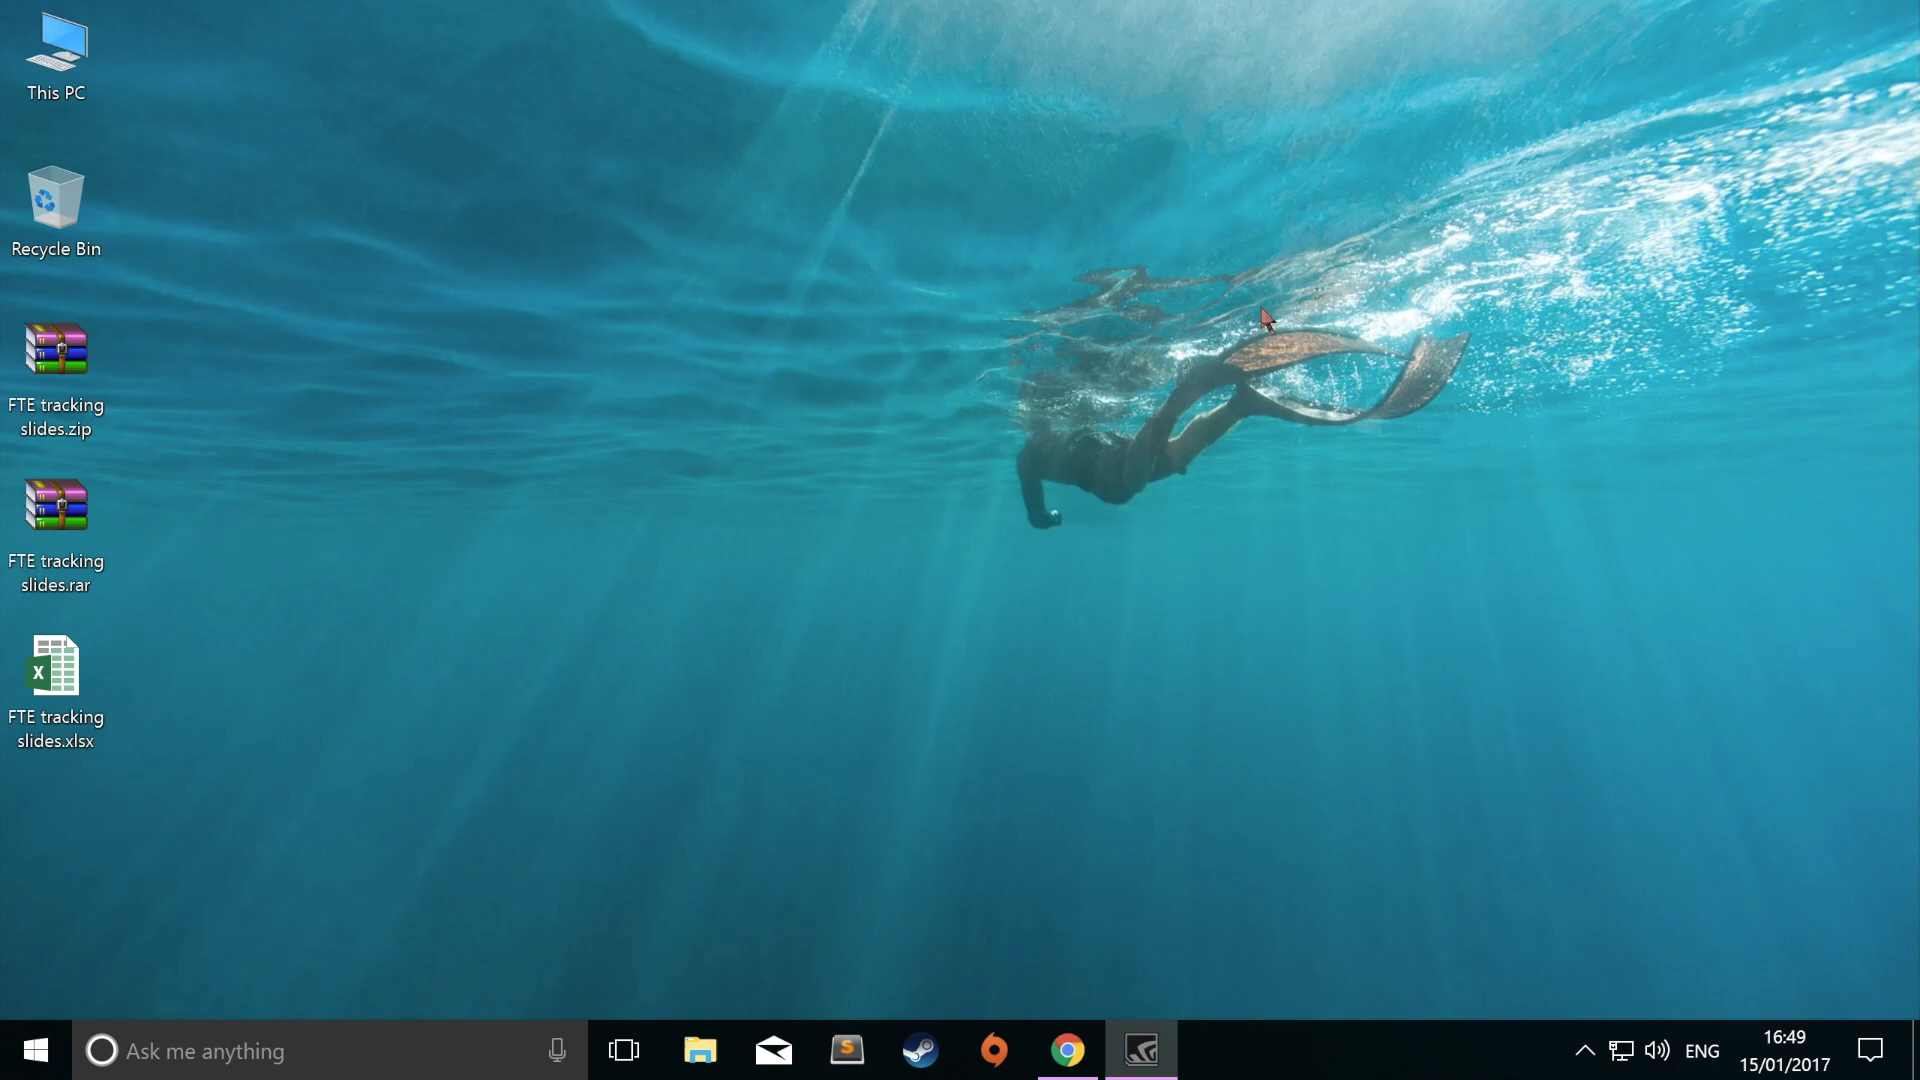 This PC
Recycle Bin
FTE tracking
slides.zip
FTE tracking
slides.rar
X
FTE tracking
slides.xlsx
Ask me anything
S
ENG
16:49
15/01/2017